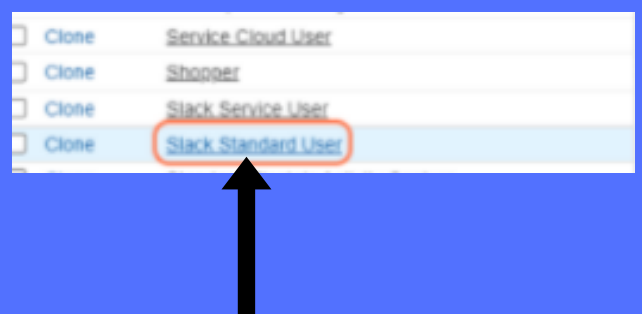 Clone Service Cloud User
Clone Shopper
Clone Slack Service User
Clone Slack Standard User